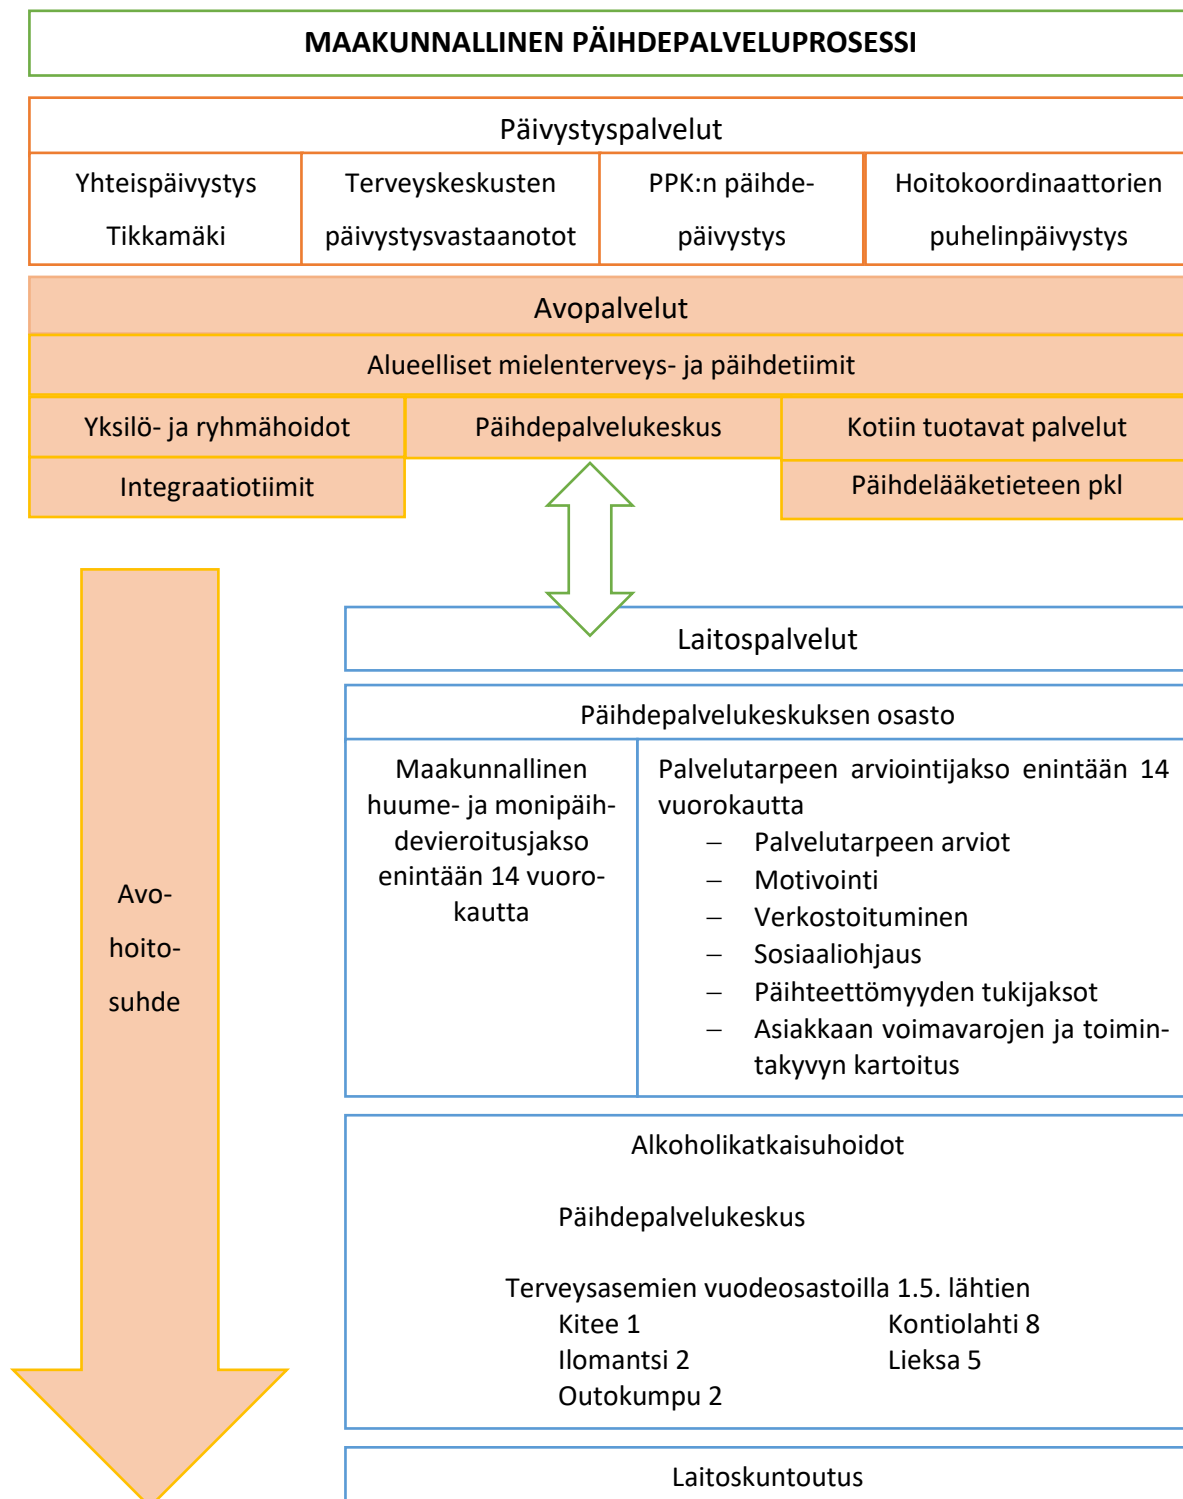 MAAKUNNALLINEN PÄIHDEPALVELUPROSESSI
Päivystyspalvelut
Yhteispäivystys
Tikkamäki
Terveyskeskusten
päivystysvastaanotot
PPK:n päihde-
päivystys
Hoitokoordinaattorien
puhelinpäivystys
Avopalvelut
Alueelliset mielenterveys- ja päihdetiimit
Yksilö- ja ryhmähoidot
Päihdepalvelukeskus
Kotiin tuotavat palvelut
Integraatiotiimit
Päihdelääketieteen pkl
Avo-
hoito-
suhde
Laitospalvelut
Päihdepalvelukeskuksen osasto
Maakunnallinen
huume- ja monipäih-
devieroitusjakso
enintään 14 vuoro-
kautta
Palvelutarpeen arviointijakso enintään 14
vuorokautta
– Palvelutarpeen arviot
– Motivointi
– Verkostoituminen
– Sosiaaliohjaus
– Päihteettömyyden tukijaksot
– Asiakkaan voimavarojen ja toimin-
takyvyn kartoitus
Alkoholikatkaisuhoidot
Päihdepalvelukeskus
Terveysasemien vuodeosastoilla 1.5. lähtien
Kitee 1 Kontiolahti 8
Ilomantsi 2 Lieksa 5
Outokumpu 2
Laitoskuntoutus